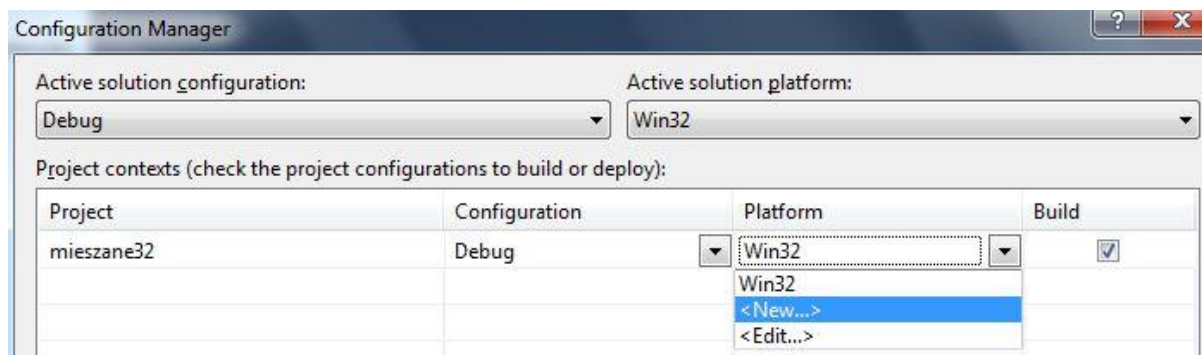 Configuration Manager
?
X
Active solution configuration: Active solution platform:
Debug Win32
Project contexts (check the project configurations to build or deploy):
Project Configuration Platform Build
mieszane32 Debug Win32
Win32
<New...>
<Edit...>